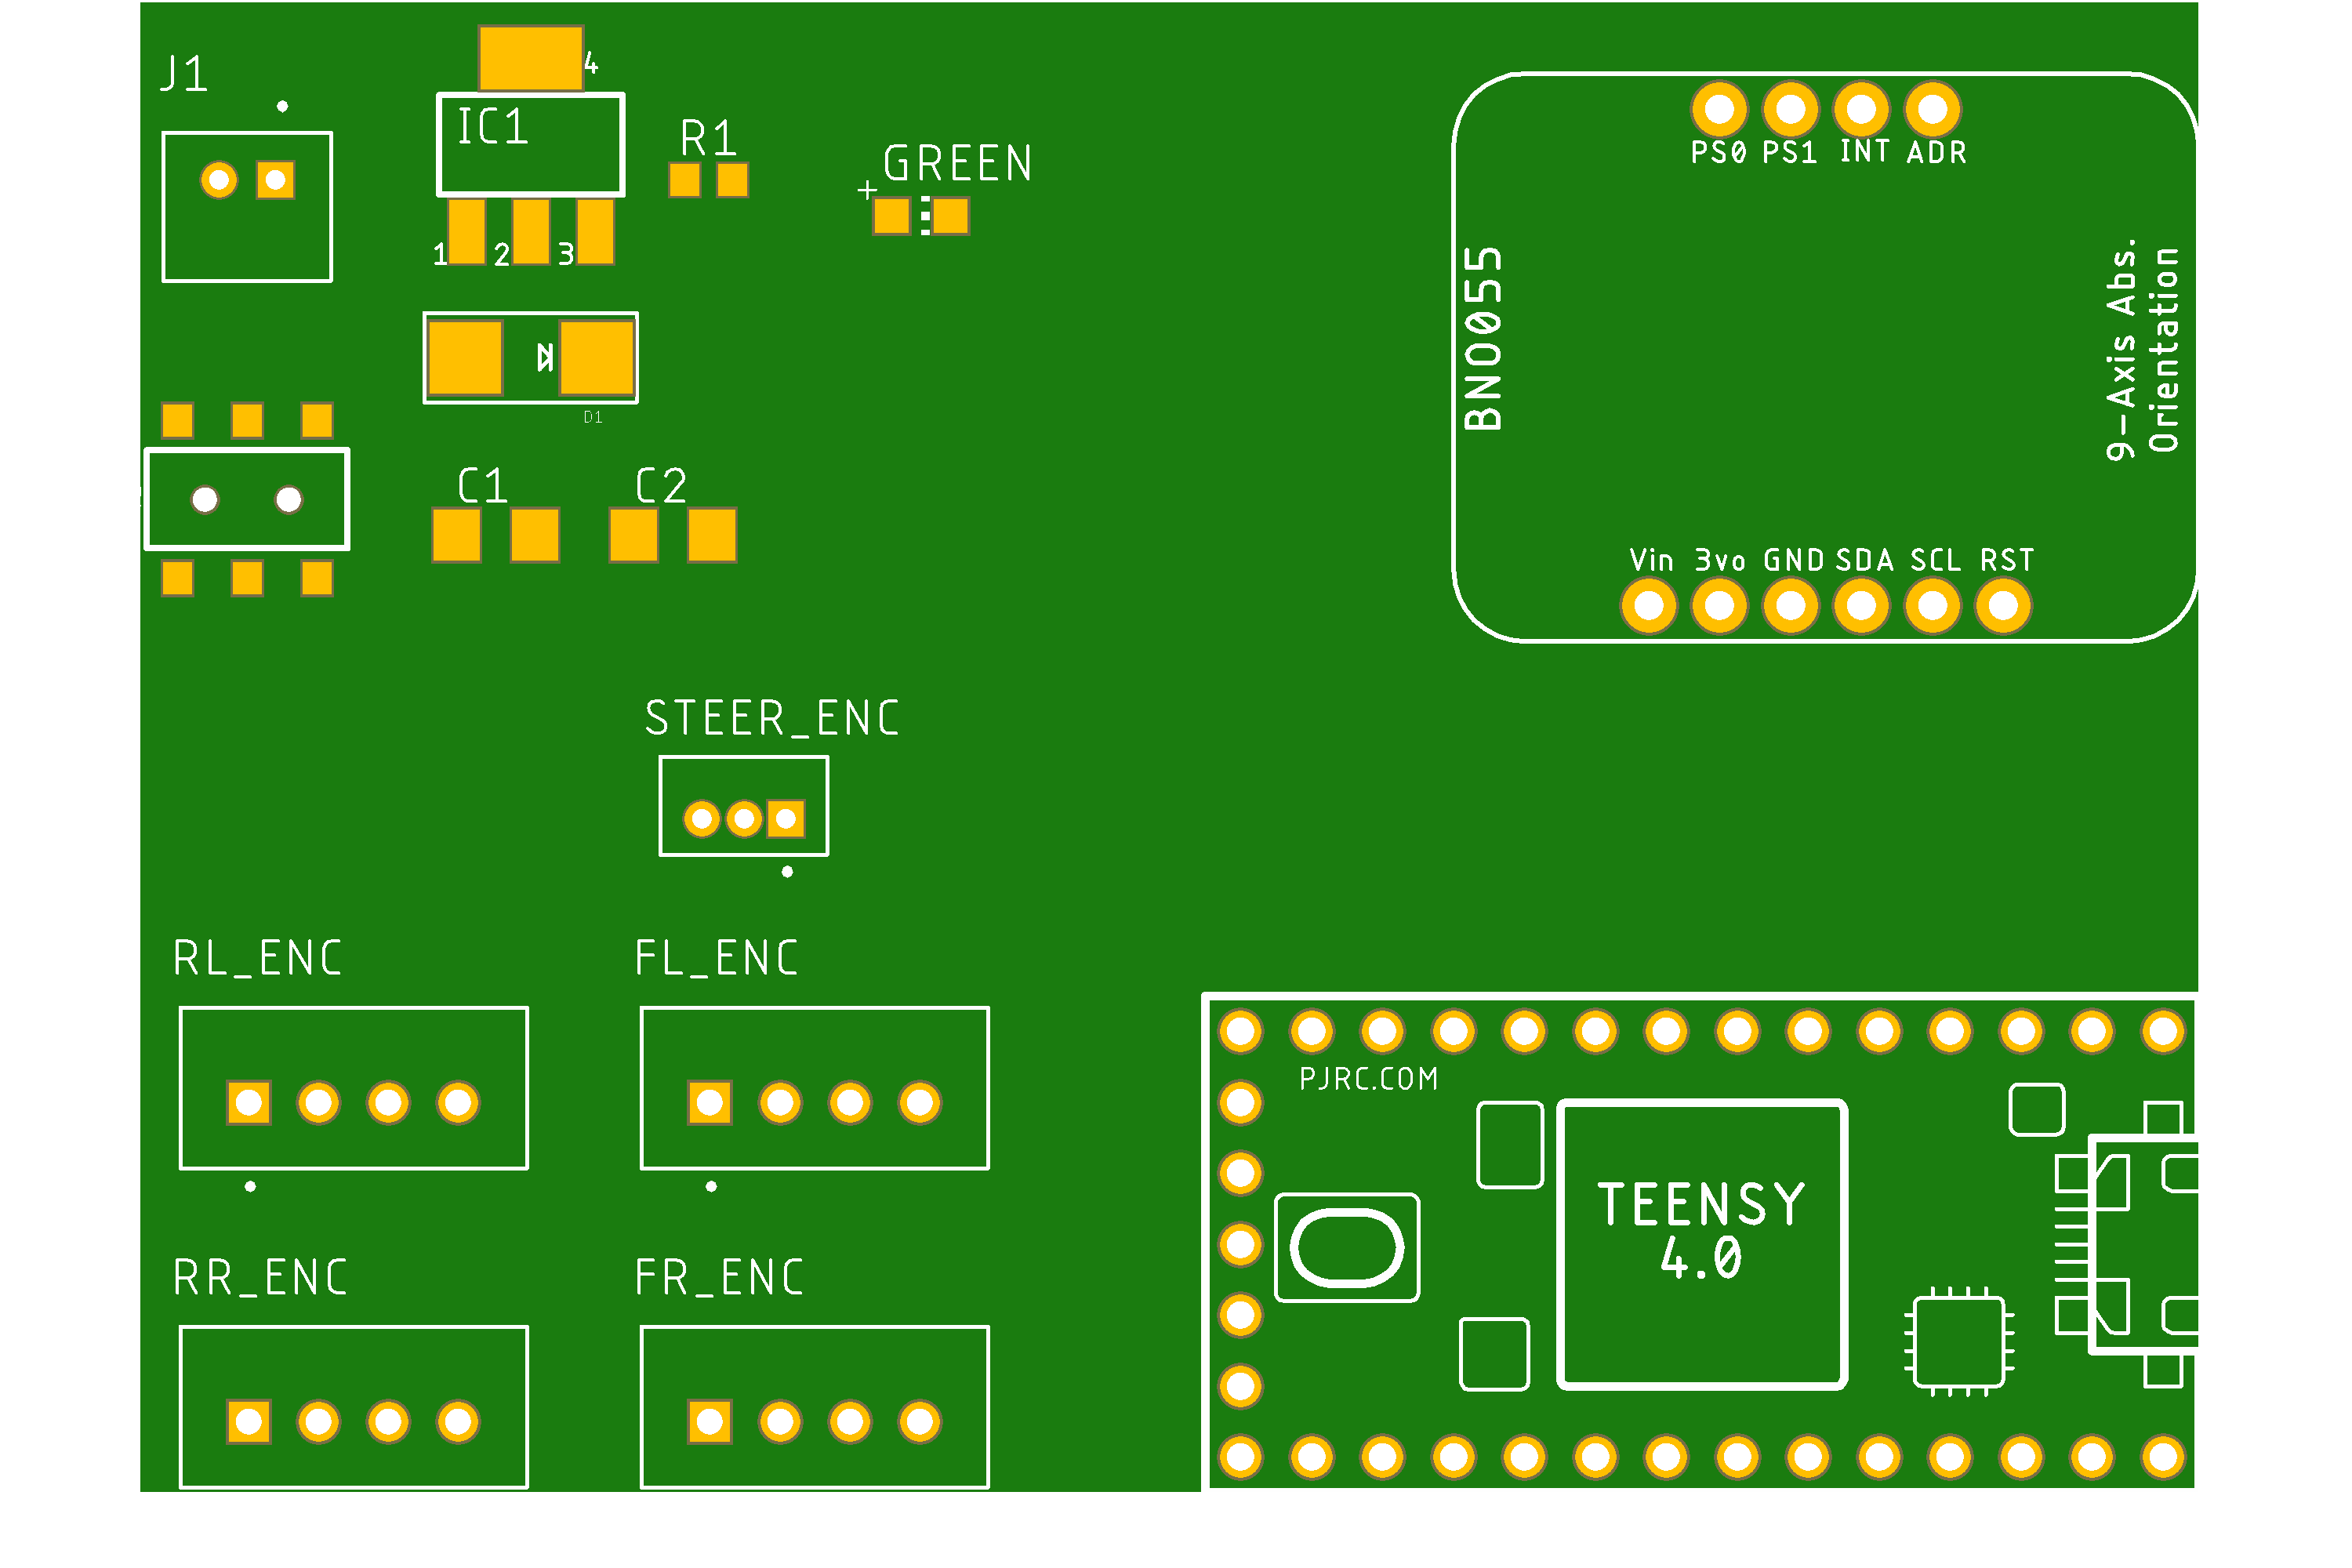 J1
4
IC1
R1
GREEN
+
1 2 3
D1
C1
C2
PS0 PS1 INT ADR
BNO055
9-Axis Abs.
Orientation
Vin 3vo GND SDA SCL RST
STEER_ENC
RL_ENC
FL_ENC
RR_ENC
FR_ENC
PJRC.COM
TEENSY
4.0